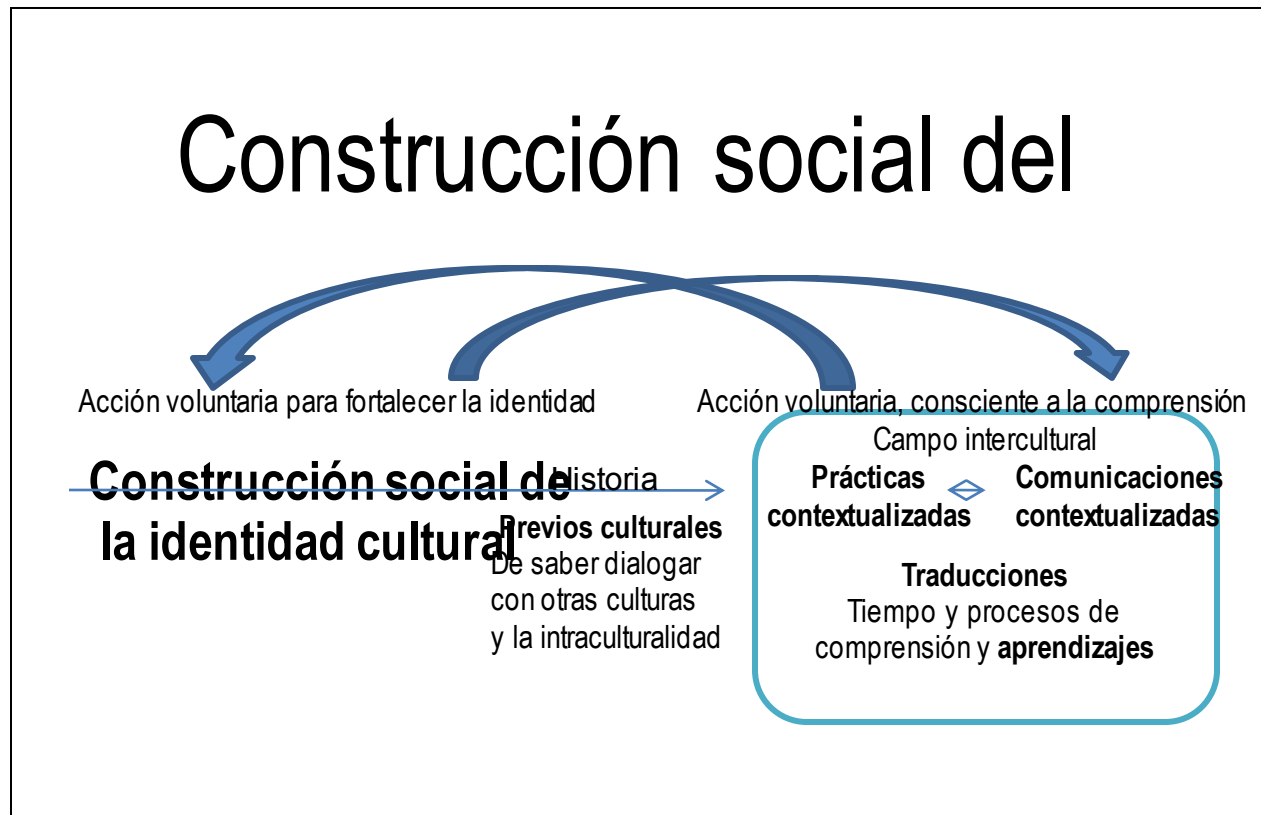 Construcción social del
Acción voluntaria para fortalecer la identidad
Acción voluntaria, consciente a la comprensión
Campo intercultural
Construcción social de
la identidad cultural
Historia
Previos culturales
De saber dialogar
con otras culturas
y la intraculturalidad
Prácticas
contextualizadas
Comunicaciones
contextualizadas
Traducciones
Tiempo y procesos de
comprensión y aprendizajes